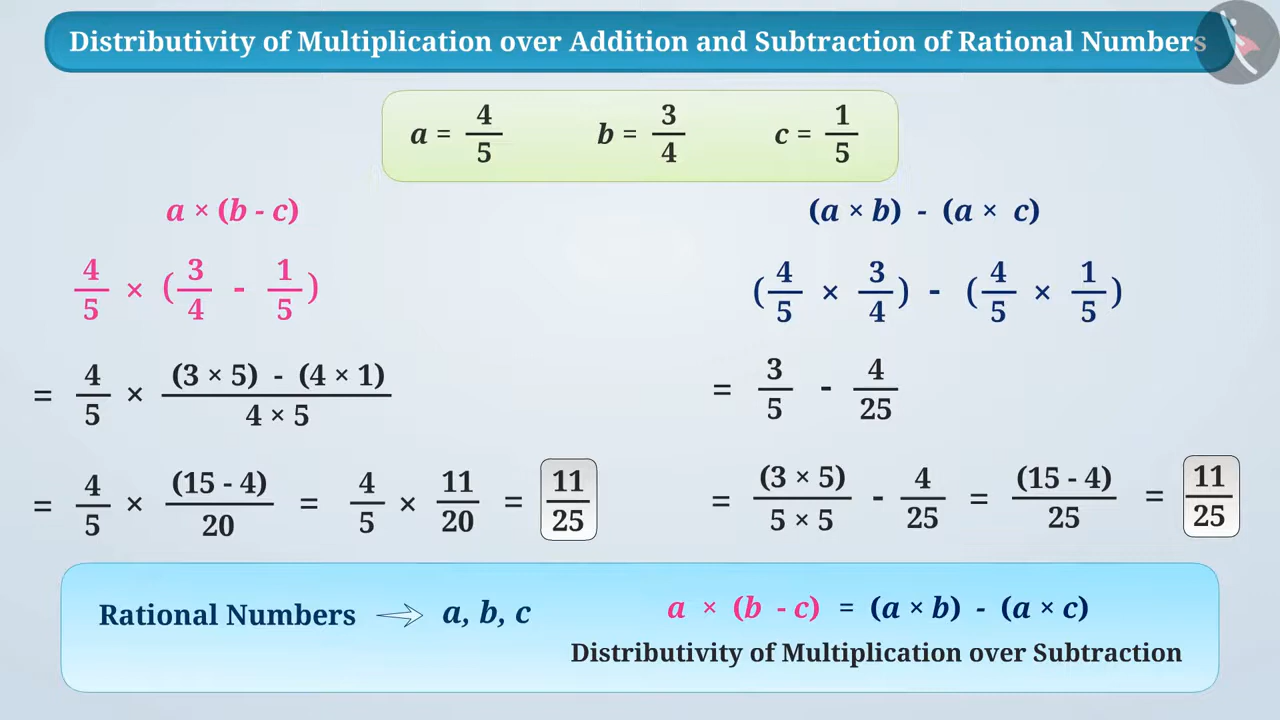 Distributivity of Multiplication over Addition and Subtraction of Rational Numbers
a = 4/5 b = 3/4 c = 1/5
a × (b - c)
4/5 × (3/4 - 1/5)
= 4/5 × (3 × 5) - (4 × 1)/4 × 5
= 4/5 × (15 - 4)/20 = 4/5 × 11/20 = 11/25
(a × b) - (a × c)
(4/5 × 3/4) - (4/5 × 1/5)
= 3/5 - 4/25
= (3 × 5)/5 × 5 - 4/25 = (15 - 4)/25 = 11/25
Rational Numbers → a, b, c
a × (b - c) = (a × b) - (a × c)
Distributivity of Multiplication over Subtraction